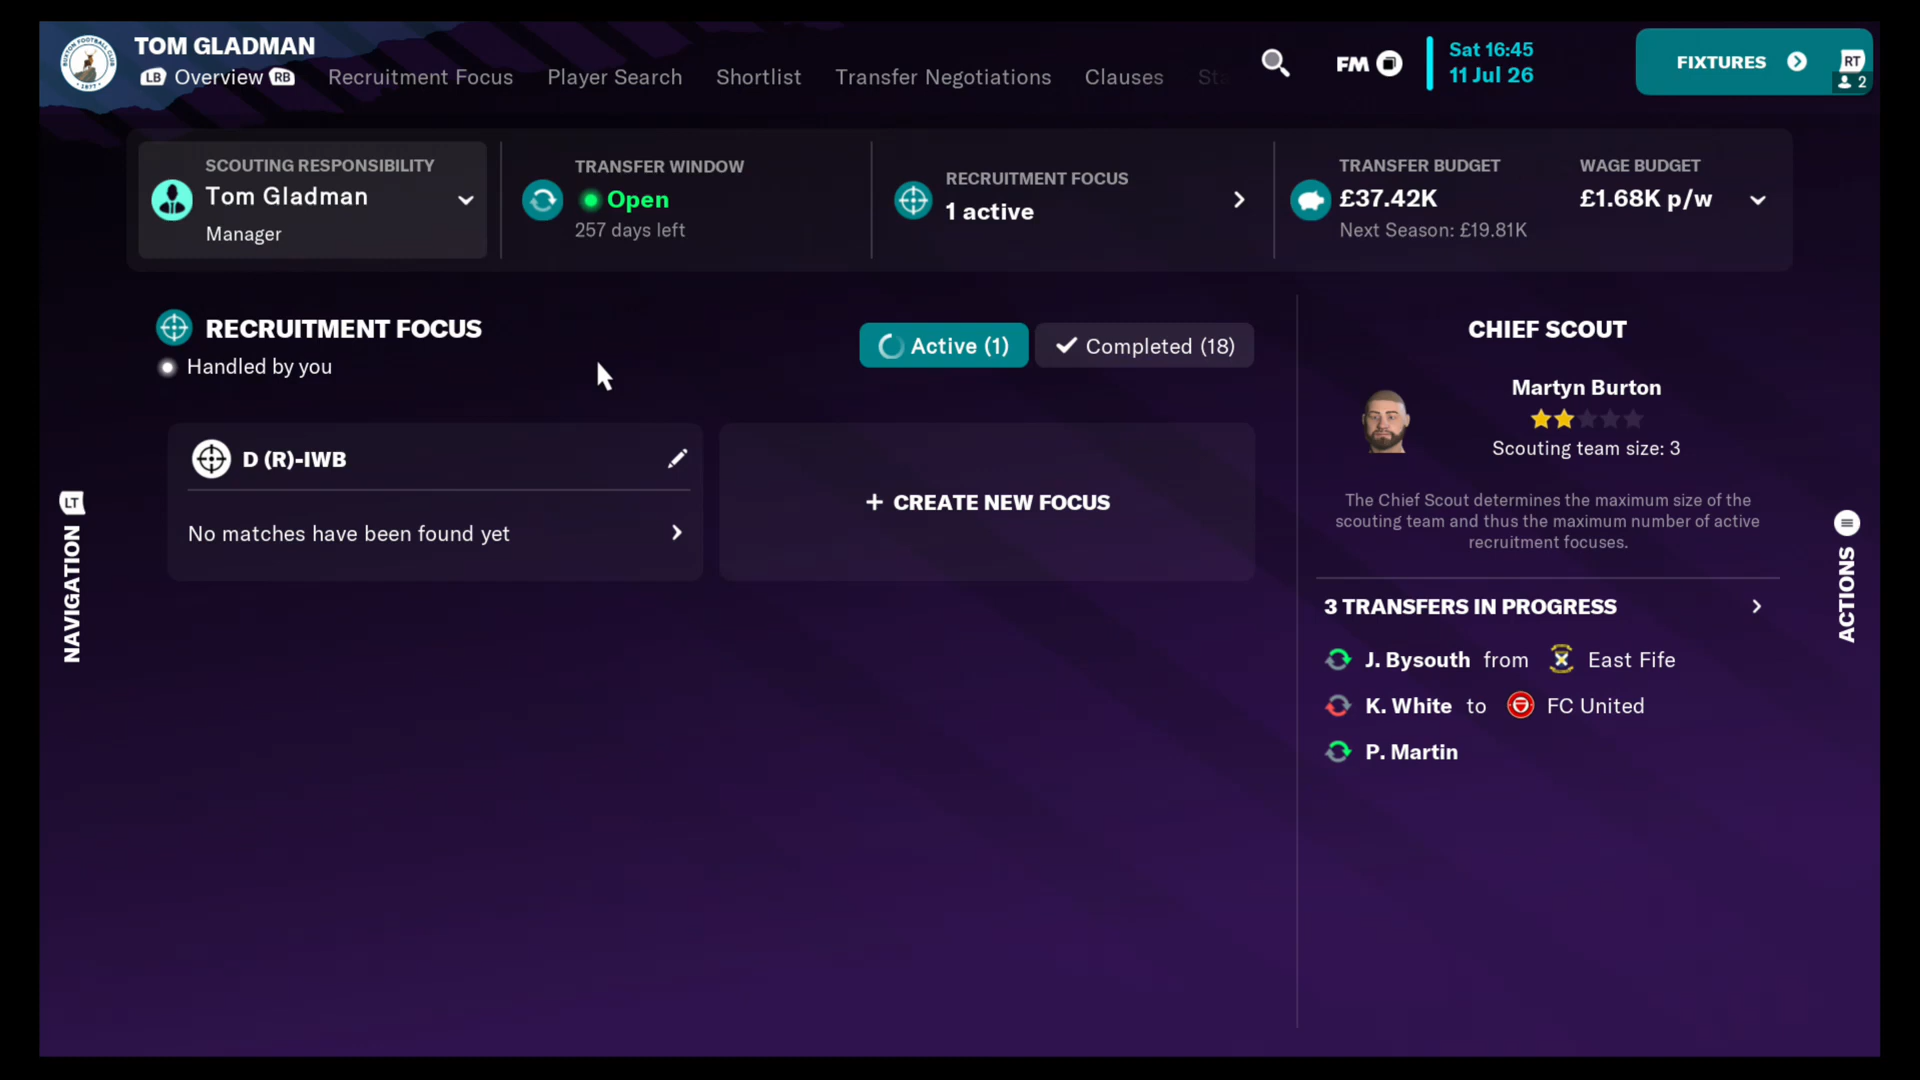 TOM GLADMAN
LB Overview RB Recruitment Focus Player Search Shortlist Transfer Negotiations Clauses
FM
Sat 16:45
11 Jul 26
FIXTURES
RT
2
SCOUTING RESPONSIBILITY
Tom Gladman
Manager
TRANSFER WINDOW
Open
257 days left
RECRUITMENT FOCUS
1 active
TRANSFER BUDGET
£37.42K
Next Season: £19.81K
WAGE BUDGET
£1.68K p/w
RECRUITMENT FOCUS
Handled by you
Active (1)
Completed (18)
D (R)-IWB
No matches have been found yet
+ CREATE NEW FOCUS
CHIEF SCOUT
Martyn Burton
Scouting team size: 3
The Chief Scout determines the maximum size of the
scouting team and thus the maximum number of active
recruitment focuses.
3 TRANSFERS IN PROGRESS
J. Bysouth from East Fife
K. White to FC United
P. Martin
LT
NAVIGATION
ACTIONS